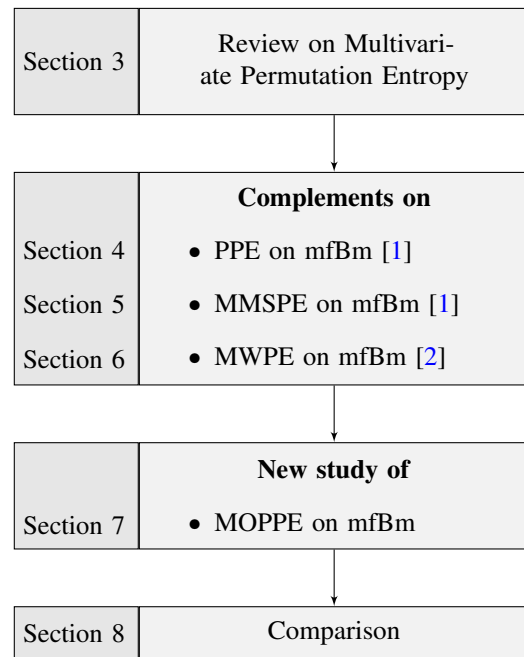 Section 3
Review on Multivari-
ate Permutation Entropy
Complements on
Section 4 • PPE on mfBm [1]
Section 5 • MMSPE on mfBm [1]
Section 6 • MWPE on mfBm [2]
New study of
Section 7 • MOPPE on mfBm
Section 8 Comparison